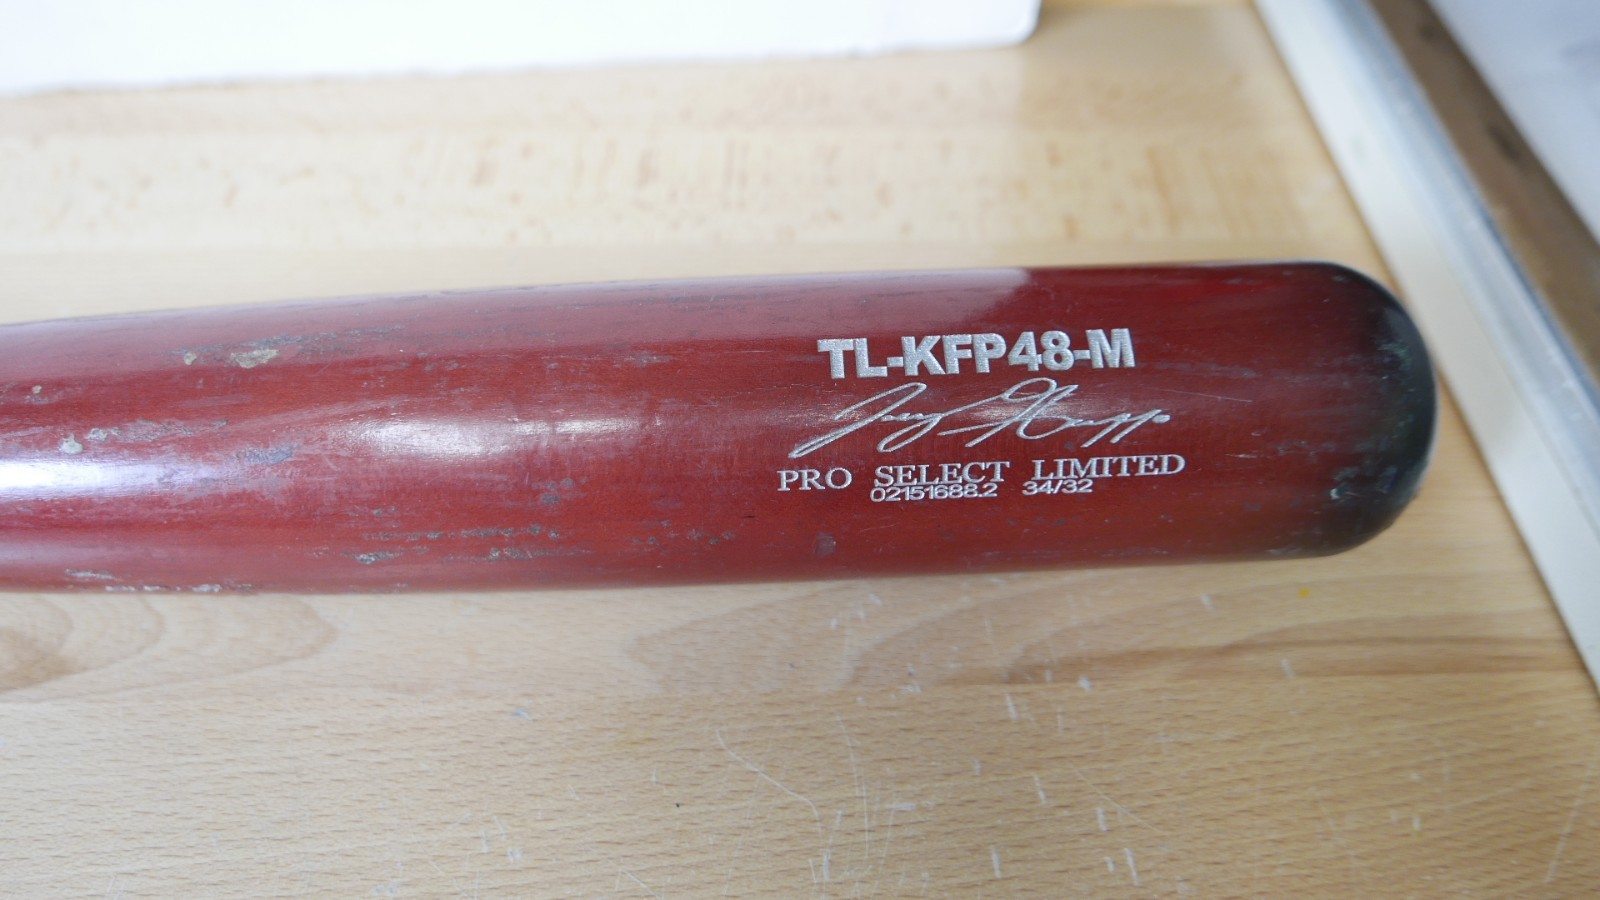 TL-KFP48-M
PRO SELECT LIMITED
02151688.2 34/32